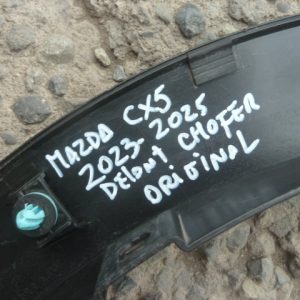 MAZDA CX5
2023-2025
DELANT CHOFER
ORIGINAL